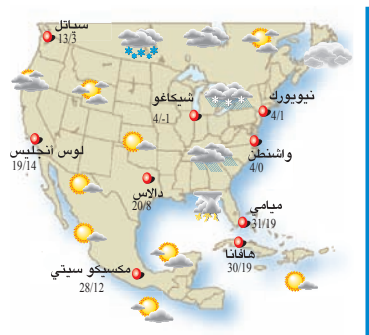 سياتل
13/3
شيكاغو
4/-1
نيويورك
4/1
واشنطن
4/0
لوس أنجليس
19/14
دالاس
20/8
ميامي
31/19
هافانا
30/19
مكسيكو سيتي
28/12